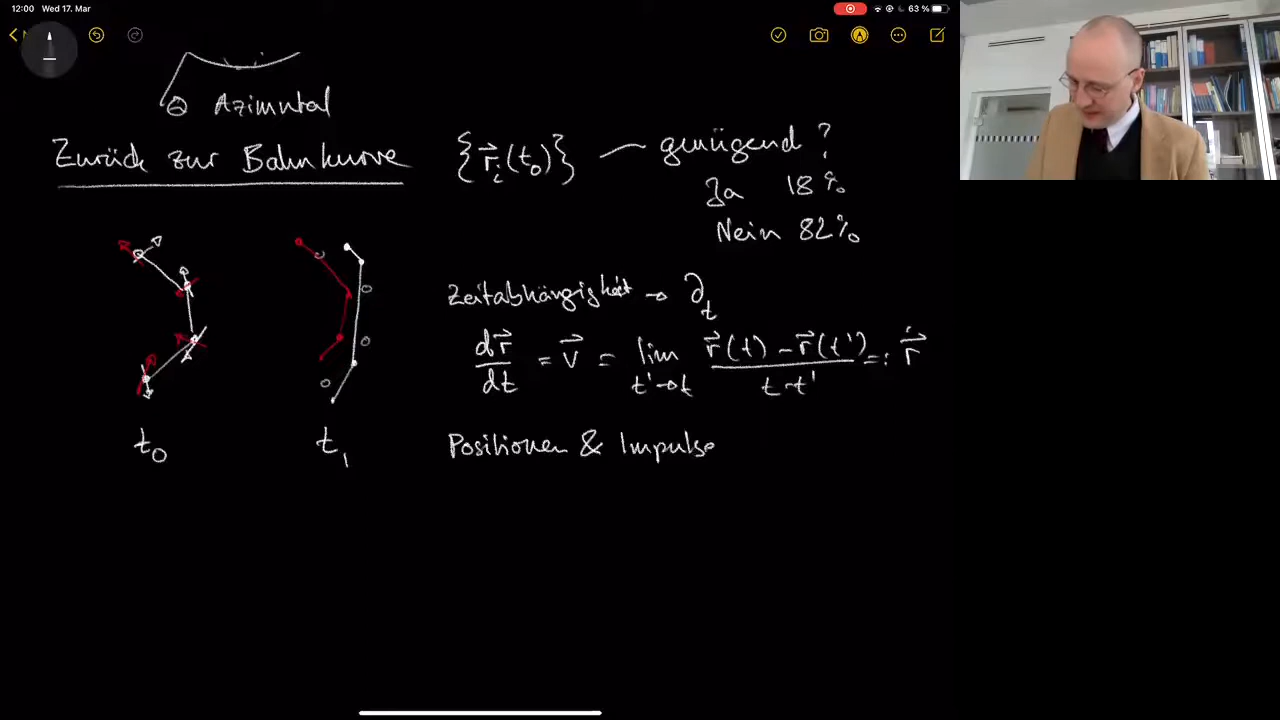 12:00 Wed 17. Mar 63 %
Azimutal
Zurück zur Bahnkurve {r⃗ᵢ(t₀)} genügend?
Ja 18%
Nein 82%
Zeitabhängigkeit → ∂ₜ
dr⃗/dt = v⃗ = lim t'→t (r⃗(t) - r⃗(t'))/(t-t') =: ṙ⃗
t₀ t₁ Positionen & Impulse